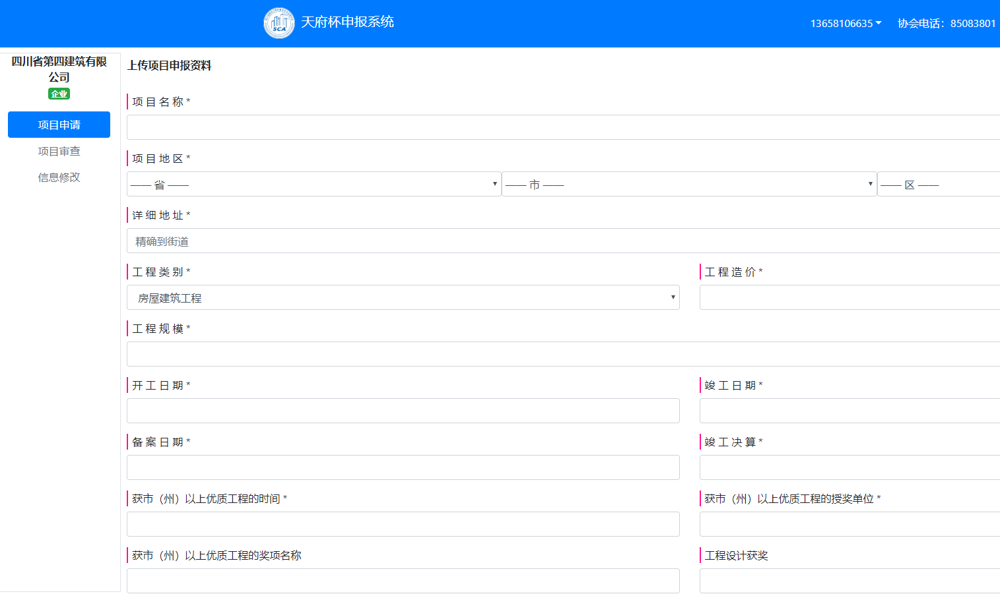 SCA
天府杯申报系统
13658106635
协会电话：85083801
四川省第四建筑有限
公司
企业
项目申请
项目审查
信息修改
上传项目申报资料
项 目 名 称 *
项 目 地 区 *
—— 省 ——
—— 市 ——
—— 区 ——
详 细 地 址 *
精确到街道
工 程 类 别 *
工 程 造 价 *
房屋建筑工程
工 程 规 模 *
开 工 日 期 *
竣 工 日 期 *
备 案 日 期 *
竣 工 决 算 *
获市（州）以上优质工程的时间 *
获市（州）以上优质工程的授奖单位 *
获市（州）以上优质工程的奖项名称
工程设计获奖